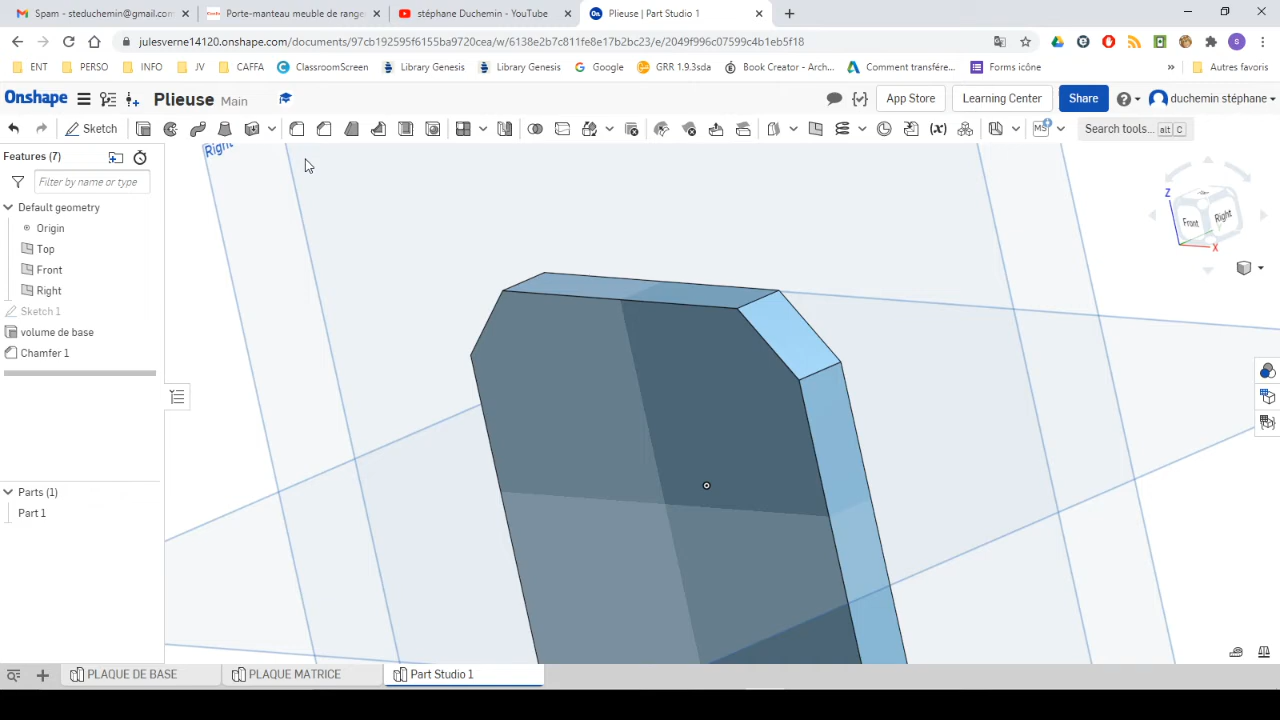 Spam - steduchemin@gmail.com
Porte-manteau meuble de range
stéphane Duchemin - YouTube
Plieuse | Part Studio 1
julesverne14120.onshape.com/documents/97cb192595f6155ba9720cea/w/6138e2b7c811fe8e17b2bc23/e/2049f996c07599c4b1eb5f18
ENT PERSO INFO JV CAFFA ClassroomScreen Library Genesis Library Genesis Google GRR 1.9.3sda Book Creator - Arch... Comment transfére... Forms icône » Autres favoris
Onshape Plieuse Main App Store Learning Center Share duchemin stéphane
Sketch Search tools... alt C
Features (7)
Filter by name or type
Default geometry
Origin
Top
Front
Right
Sketch 1
volume de base
Chamfer 1
Parts (1)
Part 1
Right
Z
Front Right
X
PLAQUE DE BASE PLAQUE MATRICE Part Studio 1